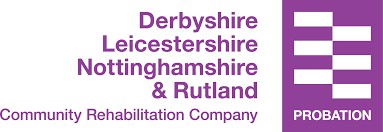 Derbyshire
Leicestershire
Nottinghamshire
& Rutland
Community Rehabilitation Company
PROBATION